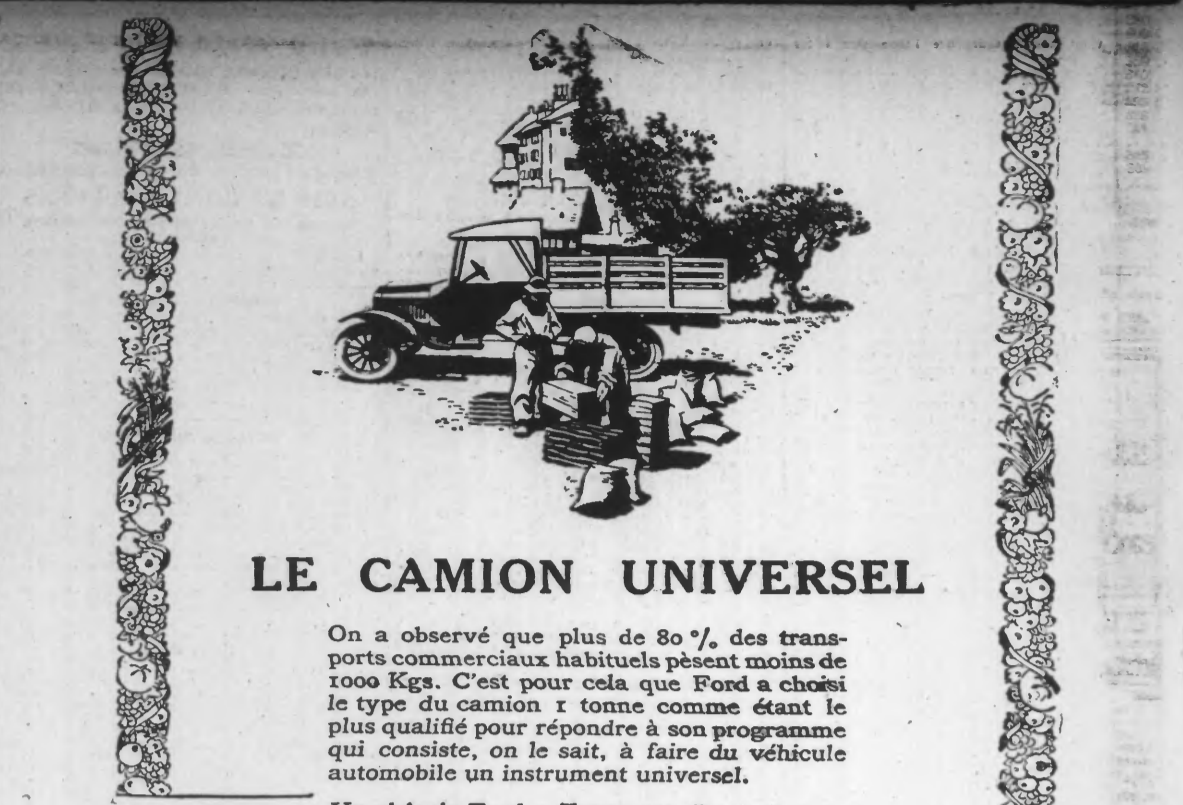 LE CAMION UNIVERSEL
On a observé que plus de 80 % des trans-
ports commerciaux habituels pèsent moins de
1000 Kgs. C'est pour cela que Ford a choisi
le type du camion 1 tonne comme étant le
plus qualifié pour répondre à son programme
qui consiste, on le sait, à faire du véhicule
automobile un instrument universel.